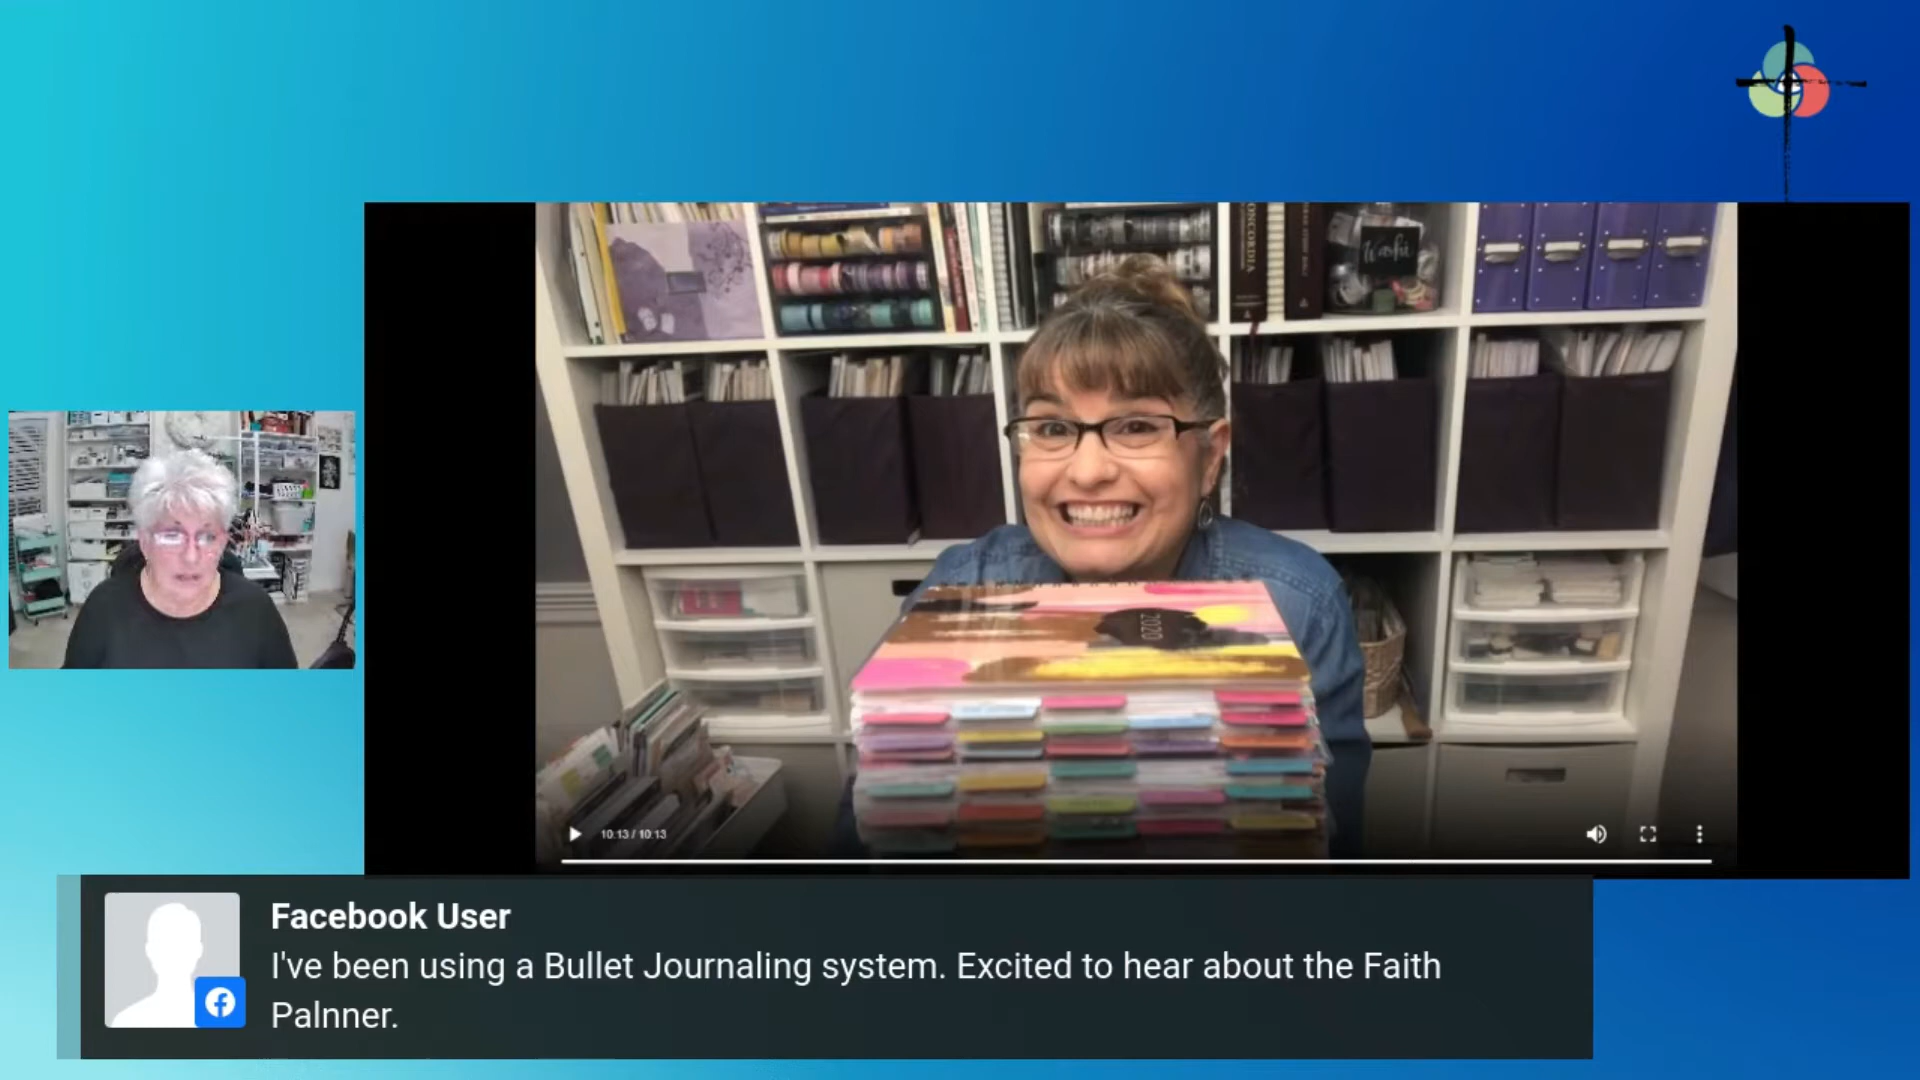 CONCORDIA
Washi
2020
10:13 / 10:13
Facebook User
I've been using a Bullet Journaling system. Excited to hear about the Faith
Palnner.